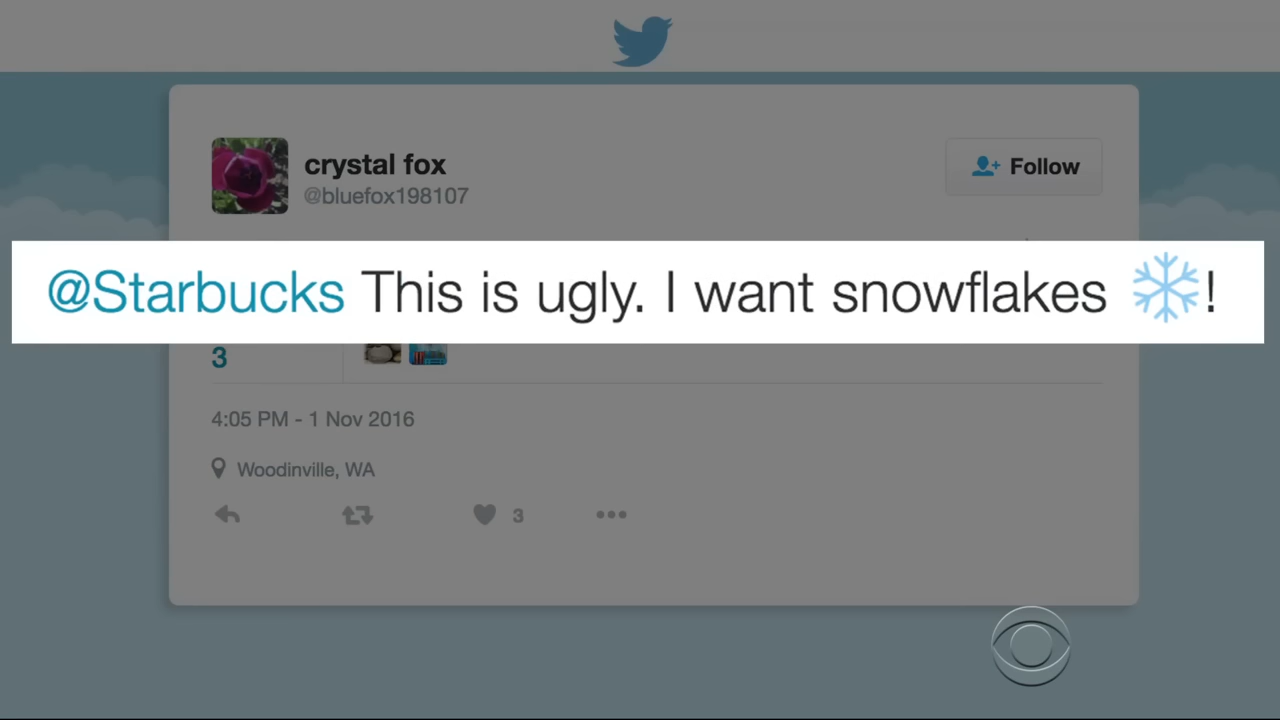 crystal fox
@bluefox198107
Follow
@Starbucks This is ugly. I want snowflakes ❄!
3
4:05 PM - 1 Nov 2016
Woodinville, WA
3